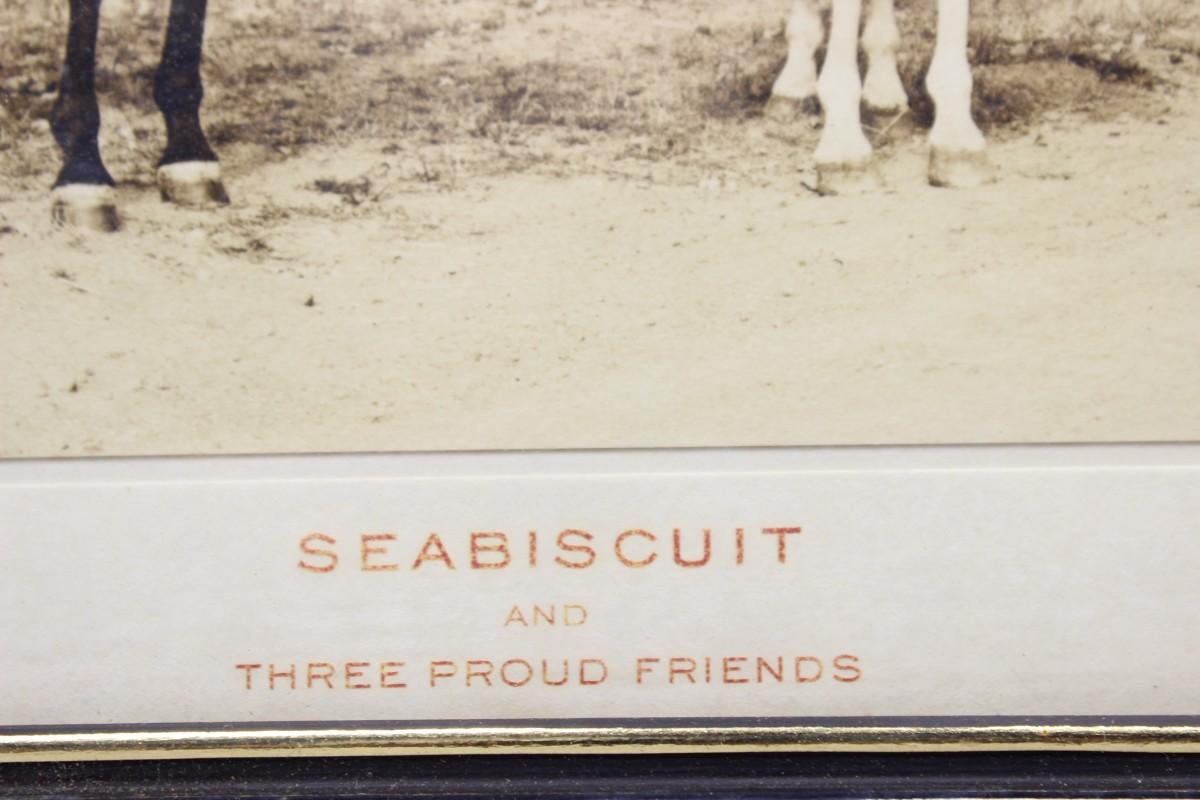 SEABISCUIT
AND
THREE PROUD FRIENDS